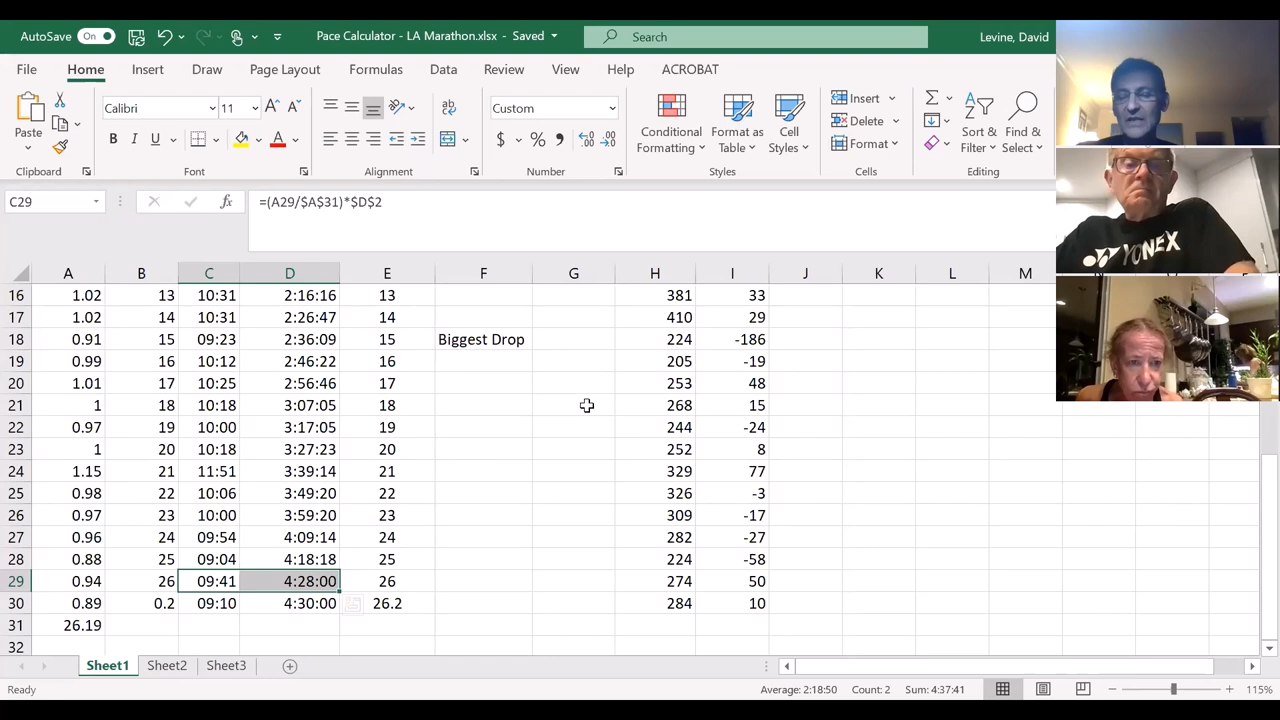 AutoSave On Pace Calculator - LA Marathon.xlsx - Saved Search Levine, David
File Home Insert Draw Page Layout Formulas Data Review View Help ACROBAT
Calibri 11 Custom Insert
Paste Conditional Formatting Format as Table Cell Styles Delete Sort & Filter Find & Select
B I U A $ % , Format
Clipboard Font Alignment Number Styles Cells Editing
C29 fx =(A29/$A$31)*$D$2
A B C D E F G H I J K L M
16 1.02 13 10:31 2:16:16 13 381 33
17 1.02 14 10:31 2:26:47 14 410 29
18 0.91 15 09:23 2:36:09 15 Biggest Drop 224 -186
19 0.99 16 10:12 2:46:22 16 205 -19
20 1.01 17 10:25 2:56:46 17 253 48
21 1 18 10:18 3:07:05 18 268 15
22 0.97 19 10:00 3:17:05 19 244 -24
23 1 20 10:18 3:27:23 20 252 8
24 1.15 21 11:51 3:39:14 21 329 77
25 0.98 22 10:06 3:49:20 22 326 -3
26 0.97 23 10:00 3:59:20 23 309 -17
27 0.96 24 09:54 4:09:14 24 282 -27
28 0.88 25 09:04 4:18:18 25 224 -58
29 0.94 26 09:41 4:28:00 26 274 50
30 0.89 0.2 09:10 4:30:00 26.2 284 10
31 26.19
32
Sheet1 Sheet2 Sheet3
Ready Average: 2:18:50 Count: 2 Sum: 4:37:41 115%
YONEX